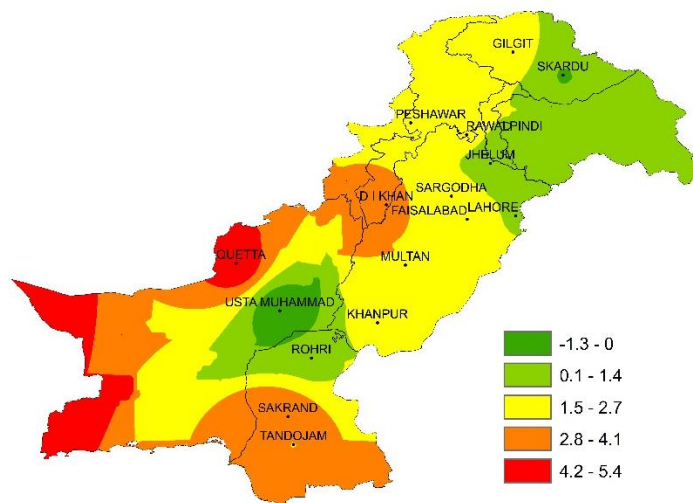 GILGIT
SKARDU
PESHAWAR
RAWALPINDI
JHELUM
SARGODHA
D I KHAN
FAISALABAD
LAHORE
QUETTA
MULTAN
USTA MUHAMMAD
KHANPUR
ROHRI
SAKRAND
TANDOJAM
-1.3 - 0
0.1 - 1.4
1.5 - 2.7
2.8 - 4.1
4.2 - 5.4